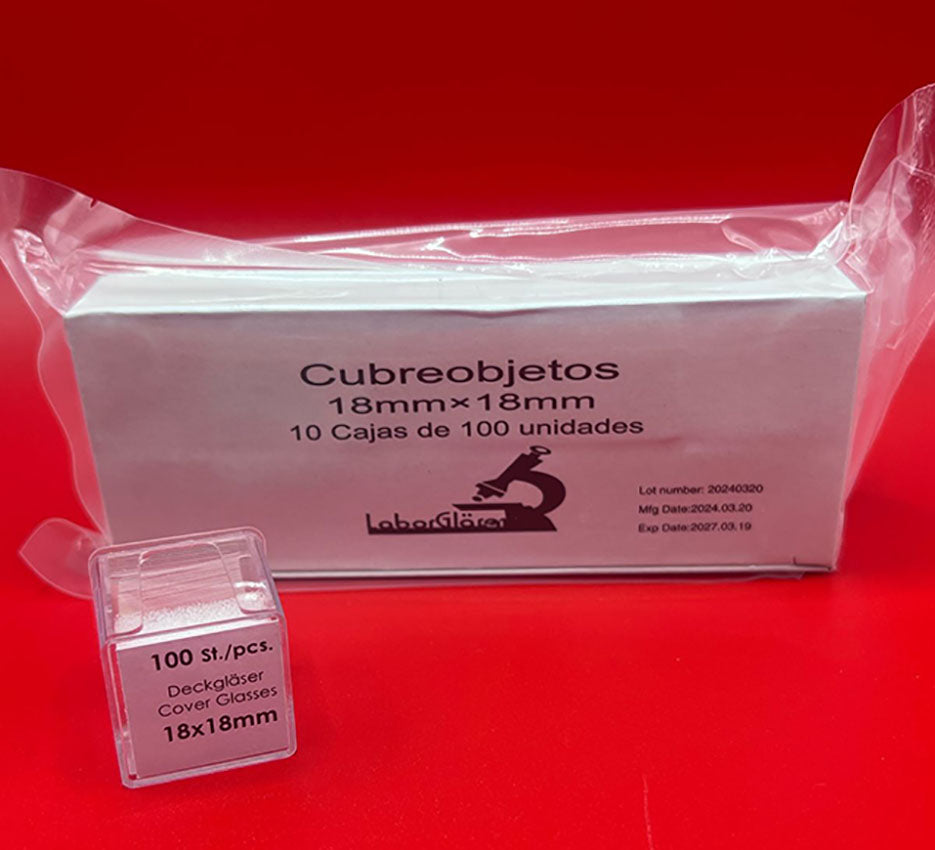 Cubreobjetos
18mm×18mm
10 Cajas de 100 unidades
LaborGläser
Lot number: 20240320
Mfg Date:2024.03.20
Exp Date:2027.03.19
100 St./pcs.
Deckgläser
Cover Glasses
18x18mm